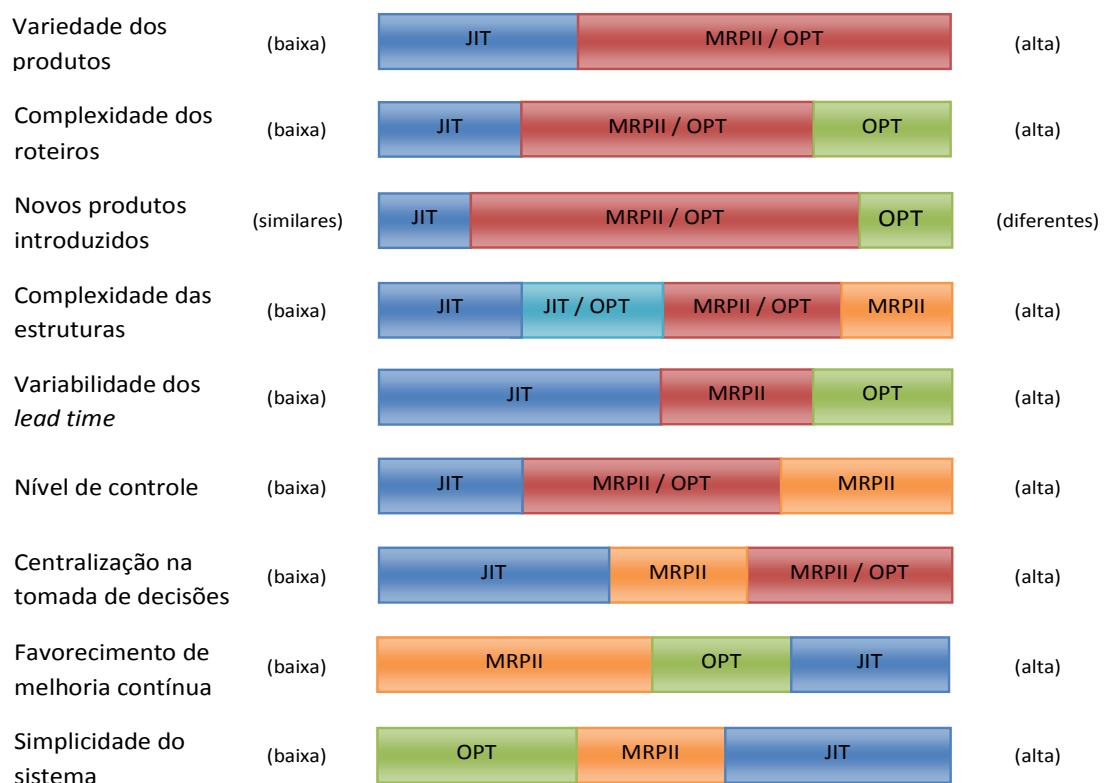 Variedade dos
produtos
(baixa)
JIT
MRPII / OPT
(alta)
Complexidade dos
roteiros
(baixa)
JIT
MRPII / OPT
OPT
(alta)
Novos produtos
introduzidos
(similares)
JIT
MRPII / OPT
OPT
(diferentes)
Complexidade das
estruturas
(baixa)
JIT
JIT / OPT
MRPII / OPT
MRPII
(alta)
Variabilidade dos
lead time
(baixa)
JIT
MRPII
OPT
(alta)
Nível de controle
(baixa)
JIT
MRPII / OPT
MRPII
(alta)
Centralização na
tomada de decisões
(baixa)
JIT
MRPII
MRPII / OPT
(alta)
Favorecimento de
melhoria contínua
(baixa)
MRPII
OPT
JIT
(alta)
Simplicidade do
sistema
(baixa)
OPT
MRPII
JIT
(alta)